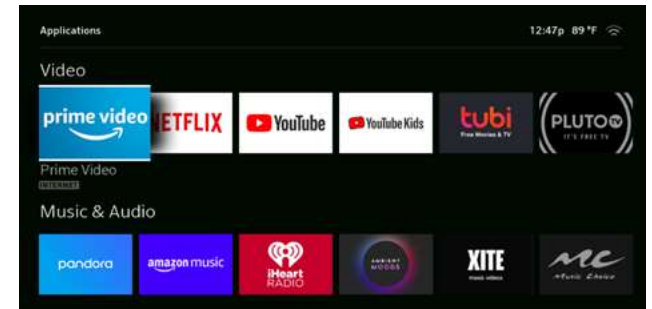 Applications
12:47p 89 °F
Video
prime video
NETFLIX
YouTube
YouTube Kids
tubi
Free Movies & TV
PLUTO TV
IT'S FREE TV
Prime Video
INTERNET
Music & Audio
pandora
amazon music
iHeart
RADIO
AMBIENT
MOODS
XITE
music videos
mc
Music Choice